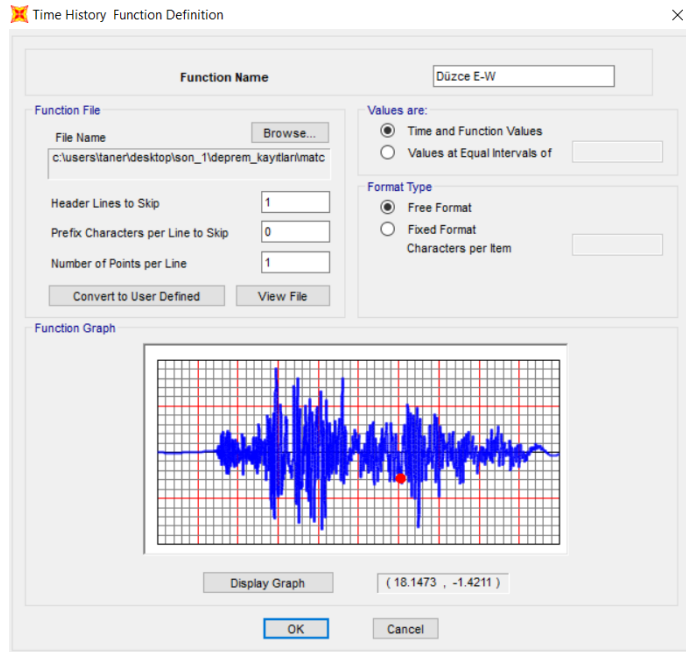 Time History Function Definition
Function Name
Düzce E-W
Function File
File Name
Browse...
c:\users\taner\desktop\son_1\deprem_kayıtları\matc
Header Lines to Skip
1
Prefix Characters per Line to Skip
0
Number of Points per Line
1
Convert to User Defined
View File
Values are:
Time and Function Values
Values at Equal Intervals of
Format Type
Free Format
Fixed Format
Characters per Item
Function Graph
Display Graph
( 18.1473 , -1.4211 )
OK
Cancel